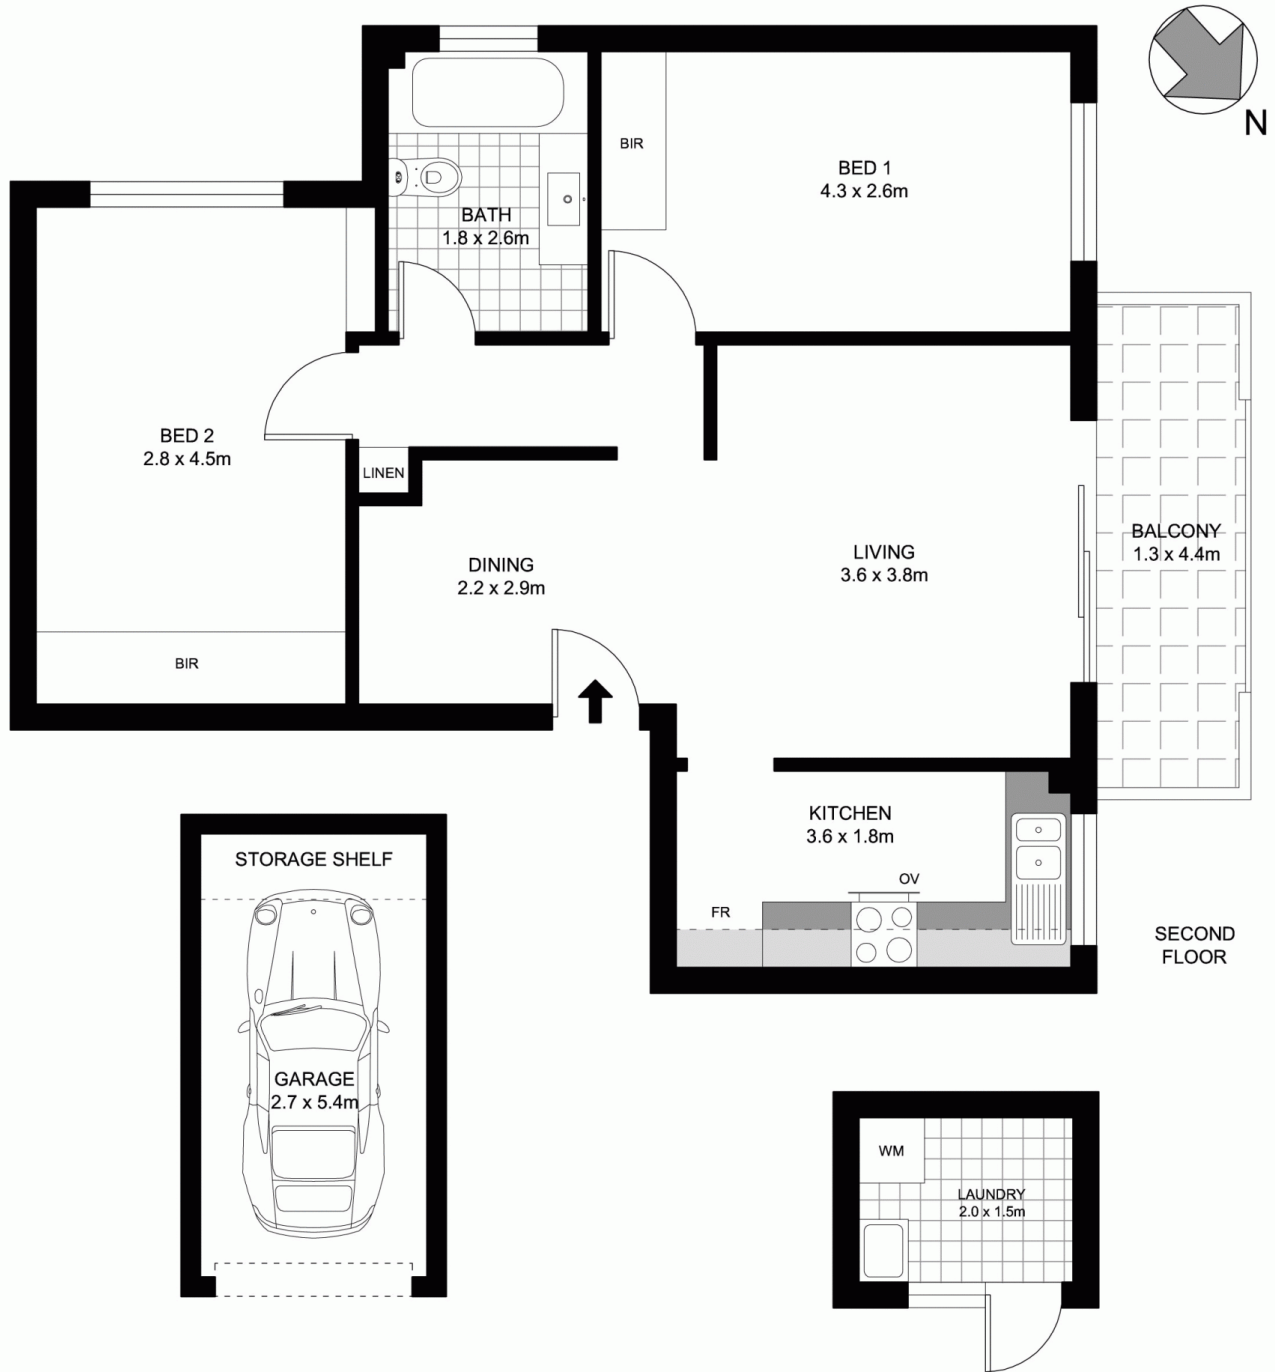 N
BIR
BED 1
4.3 x 2.6m
BATH
1.8 x 2.6m
BED 2
2.8 x 4.5m
LINEN
DINING
2.2 x 2.9m
LIVING
3.6 x 3.8m
BALCONY
1.3 x 4.4m
BIR
KITCHEN
3.6 x 1.8m
OV
FR
SECOND
FLOOR
STORAGE SHELF
GARAGE
2.7 x 5.4m
WM
LAUNDRY
2.0 x 1.5m